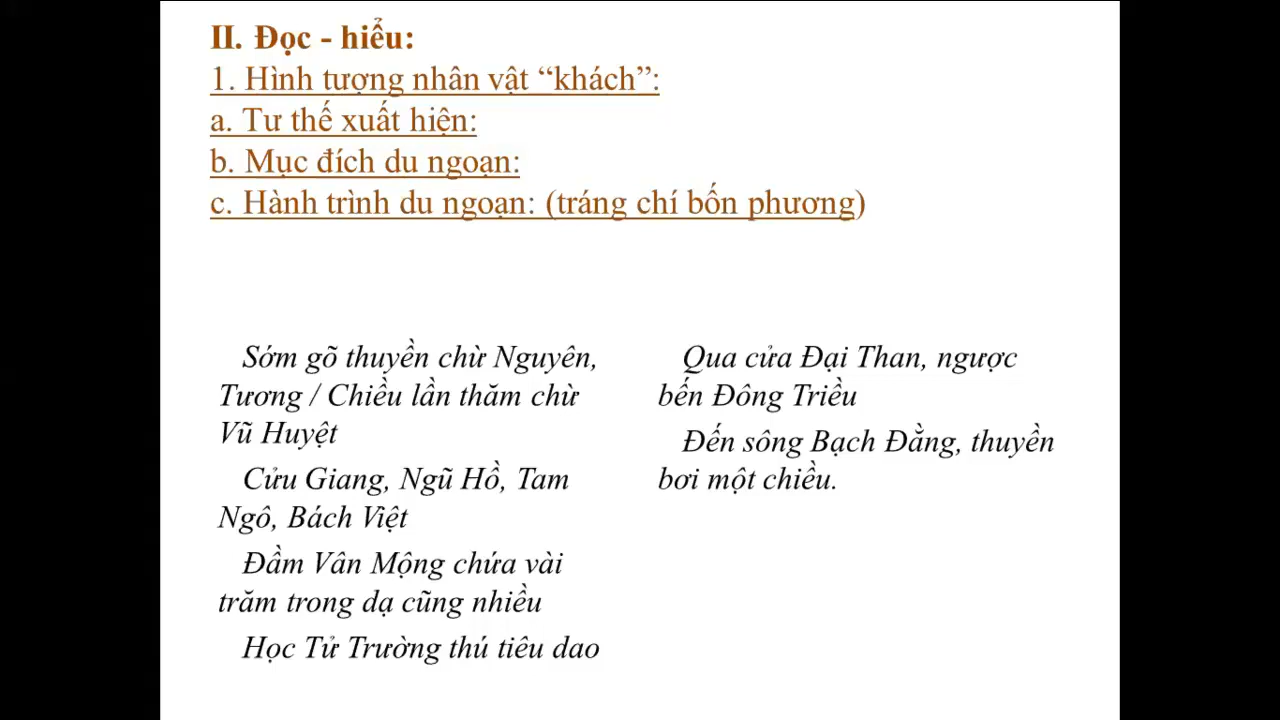 II. Đọc - hiểu:
1. Hình tượng nhân vật “khách”:
a. Tư thế xuất hiện:
b. Mục đích du ngoạn:
c. Hành trình du ngoạn: (tráng chí bốn phương)
Sớm gõ thuyền chừ Nguyên,
Tương / Chiều lần thăm chừ
Vũ Huyệt
Cửu Giang, Ngũ Hồ, Tam
Ngô, Bách Việt
Đầm Vân Mộng chứa vài
trăm trong dạ cũng nhiều
Học Tử Trường thú tiêu dao
Qua cửa Đại Than, ngược
bến Đông Triều
Đến sông Bạch Đằng, thuyền
bơi một chiều.